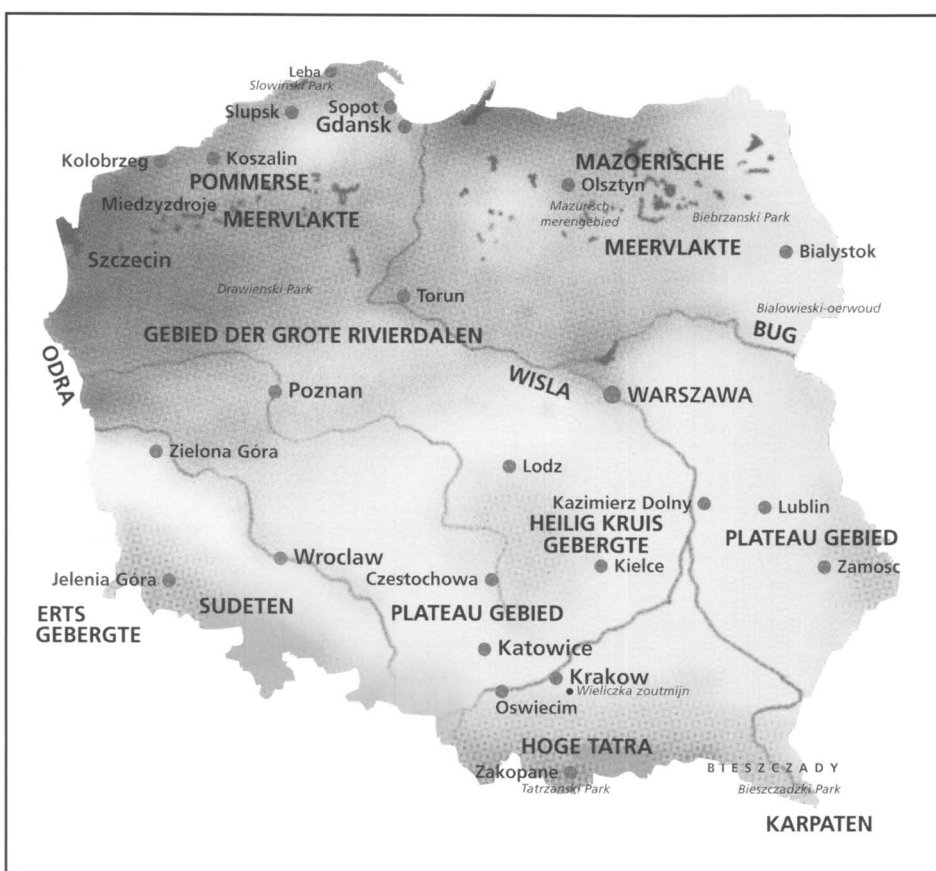 Leba
Slowinski Park
Slupsk
Sopot
Gdansk
Kolobrzeg
Koszalin
POMMERSE
Miedzyzdroje
MEERVLAKTE
MAZOERISCHE
Olsztyn
Mazurisch
merengebied
Biebrzanski Park
MEERVLAKTE
Bialystok
Szczecin
Drawienski Park
Torun
Bialowieski-oerwoud
GEBIED DER GROTE RIVIERDALEN
BUG
ODRA
Poznan
WISLA
WARSZAWA
Zielona Góra
Lodz
Kazimierz Dolny
Lublin
HEILIG KRUIS
GEBERGTE
PLATEAU GEBIED
Wroclaw
Kielce
Zamosc
Jelenia Góra
Czestochowa
ERTS
GEBERGTE
SUDETEN
PLATEAU GEBIED
Katowice
Krakow
Wieliczka zoutmijn
Oswiecim
HOGE TATRA
Zakopane
Tatrzanski Park
BIESZCZADY
Bieszczadzki Park
KARPATEN